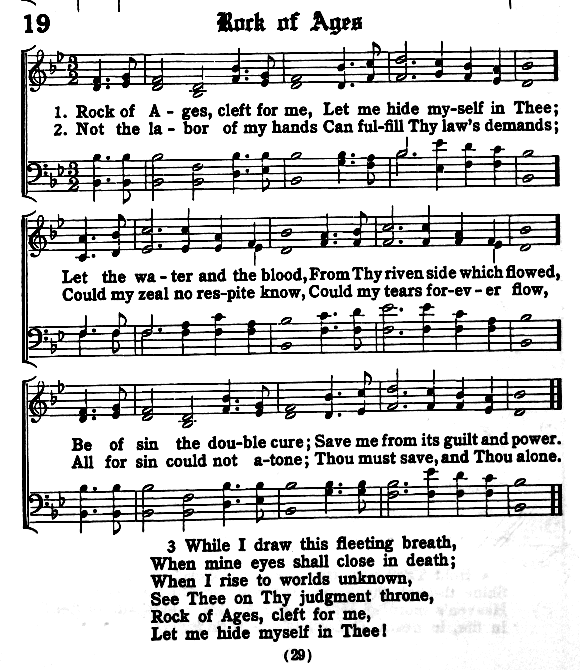 19 Rock of Ages
1. Rock of A - ges, cleft for me, Let me hide my-self in Thee;
2. Not the la - bor of my hands Can ful-fill Thy law's demands;
Let the wa - ter and the blood, From Thy riven side which flowed,
Could my zeal no res-pite know, Could my tears for-ev - er flow,
Be of sin the dou-ble cure; Save me from its guilt and power.
All for sin could not a-tone; Thou must save, and Thou alone.
3 While I draw this fleeting breath,
When mine eyes shall close in death;
When I rise to worlds unknown,
See Thee on Thy judgment throne,
Rock of Ages, cleft for me,
Let me hide myself in Thee!
(29)